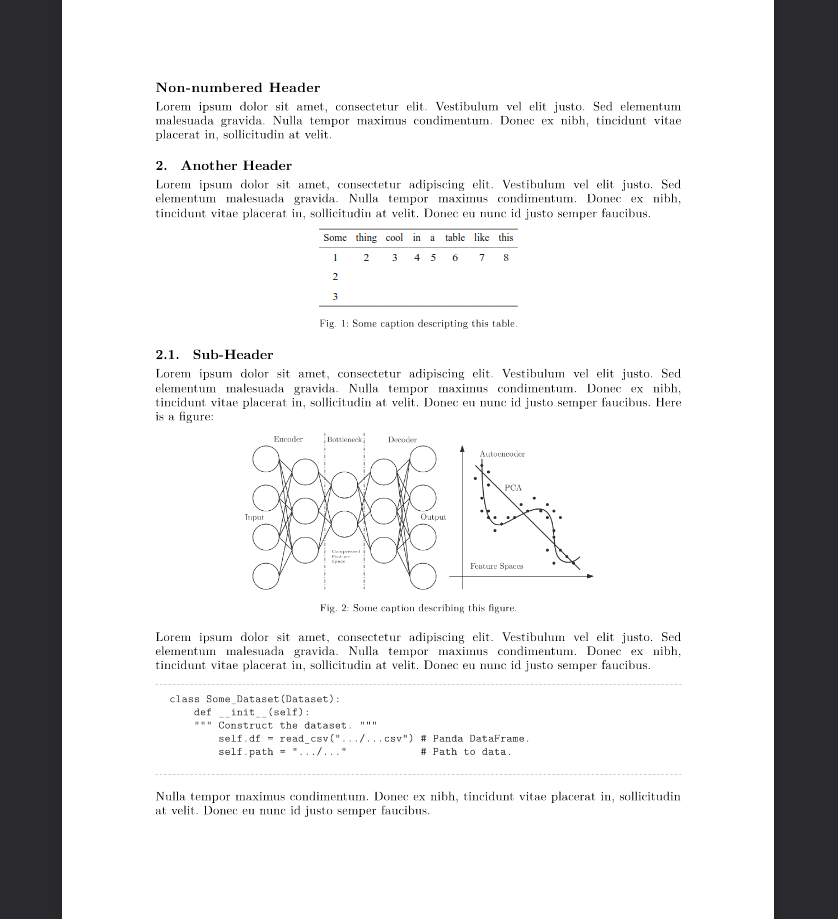 Non-numbered Header
Lorem ipsum dolor sit amet, consectetur elit. Vestibulum vel elit justo. Sed elementum
malesuada gravida. Nulla tempor maximus condimentum. Donec ex nibh, tincidunt vitae
placerat in, sollicitudin at velit.
2. Another Header
Lorem ipsum dolor sit amet, consectetur adipiscing elit. Vestibulum vel elit justo. Sed
elementum malesuada gravida. Nulla tempor maximus condimentum. Donec ex nibh,
tincidunt vitae placerat in, sollicitudin at velit. Donec eu nunc id justo semper faucibus.
Some thing cool in a table like this
1 2 3 4 5 6 7 8
2
3
Fig. 1: Some caption descripting this table.
2.1. Sub-Header
Lorem ipsum dolor sit amet, consectetur adipiscing elit. Vestibulum vel elit justo. Sed
elementum malesuada gravida. Nulla tempor maximus condimentum. Donec ex nibh,
tincidunt vitae placerat in, sollicitudin at velit. Donec eu nunc id justo semper faucibus. Here
is a figure:
Encoder Bottleneck Decoder
Input
Output
Compressed
Feature
Space
Autoencoder
PCA
Feature Spaces
Fig. 2: Some caption describing this figure.
Lorem ipsum dolor sit amet, consectetur adipiscing elit. Vestibulum vel elit justo. Sed
elementum malesuada gravida. Nulla tempor maximus condimentum. Donec ex nibh,
tincidunt vitae placerat in, sollicitudin at velit. Donec eu nunc id justo semper faucibus.
class Some_Dataset(Dataset):
def __init__(self):
""" Construct the dataset. """
self.df = read_csv(".../...csv") # Panda DataFrame.
self.path = ".../..." # Path to data.
Nulla tempor maximus condimentum. Donec ex nibh, tincidunt vitae placerat in, sollicitudin
at velit. Donec eu nunc id justo semper faucibus.